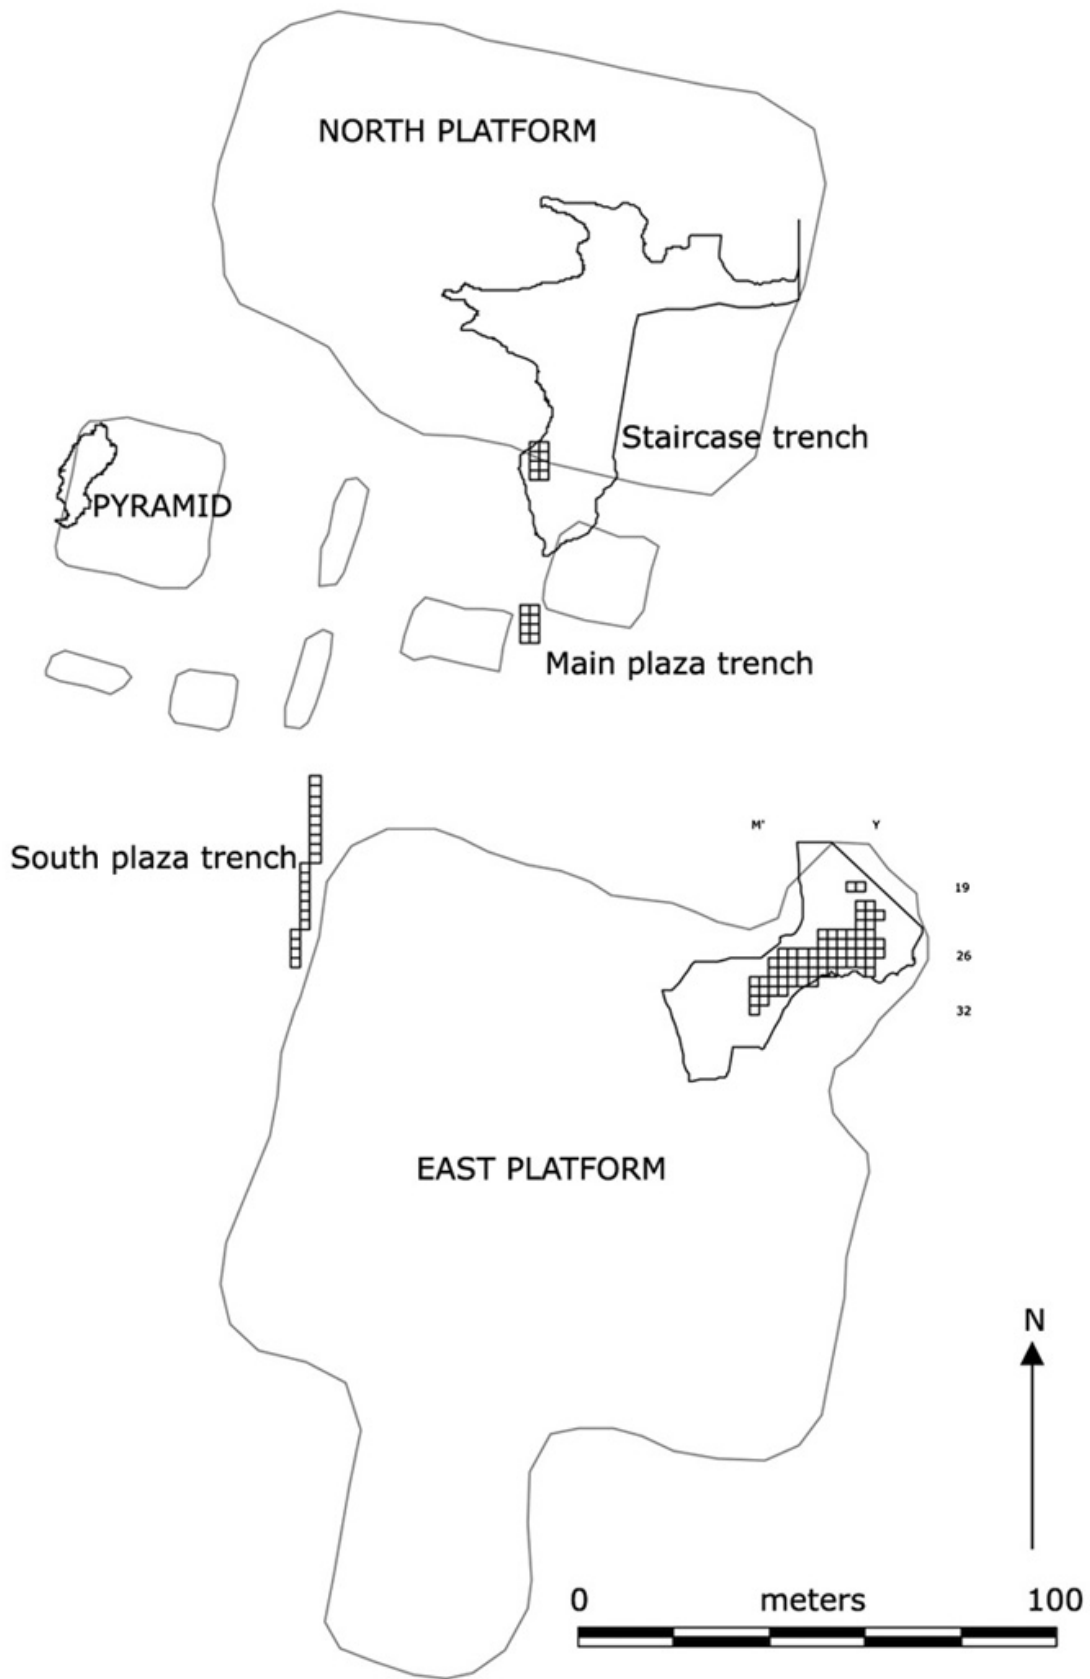 NORTH PLATFORM
Staircase trench
PYRAMID
Main plaza trench
M' Y
South plaza trench
19
26
32
EAST PLATFORM
N
0 meters 100